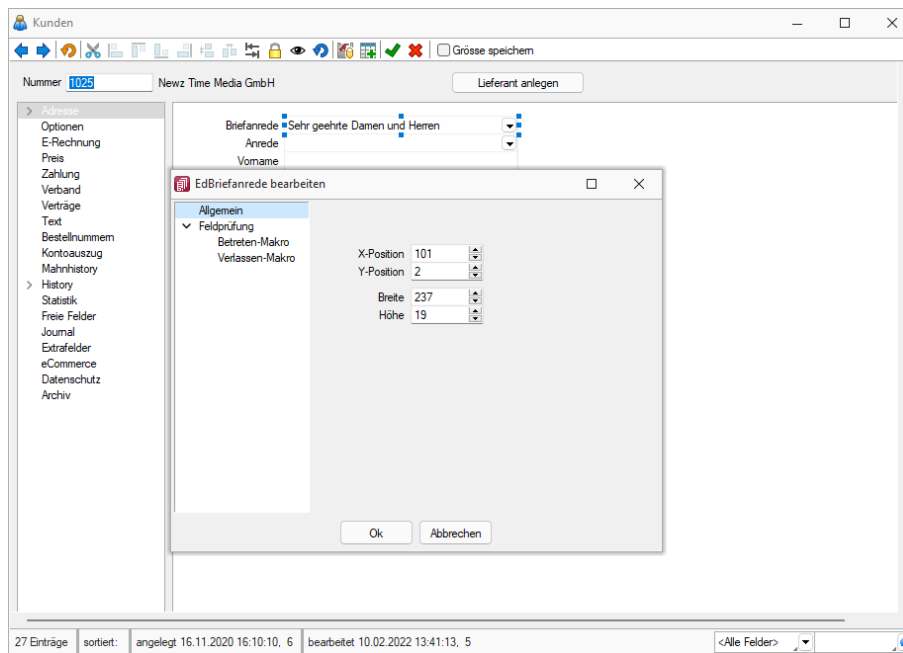 Kunden
Grösse speichern
Nummer 1025 Newz Time Media GmbH Lieferant anlegen
Adresse
Optionen
E-Rechnung
Preis
Zahlung
Verband
Verträge
Text
Bestellnummern
Kontoauszug
Mahnhistory
History
Statistik
Freie Felder
Journal
Extrafelder
eCommerce
Datenschutz
Archiv
Briefanrede Sehr geehrte Damen und Herren
Anrede
Vorname
EdBriefanrede bearbeiten
Allgemein
Feldprüfung
Betreten-Makro
Verlassen-Makro
X-Position 101
Y-Position 2
Breite 237
Höhe 19
Ok Abbrechen
27 Einträge sortiert: angelegt 16.11.2020 16:10:10, 6 bearbeitet 10.02.2022 13:41:13, 5 <Alle Felder>